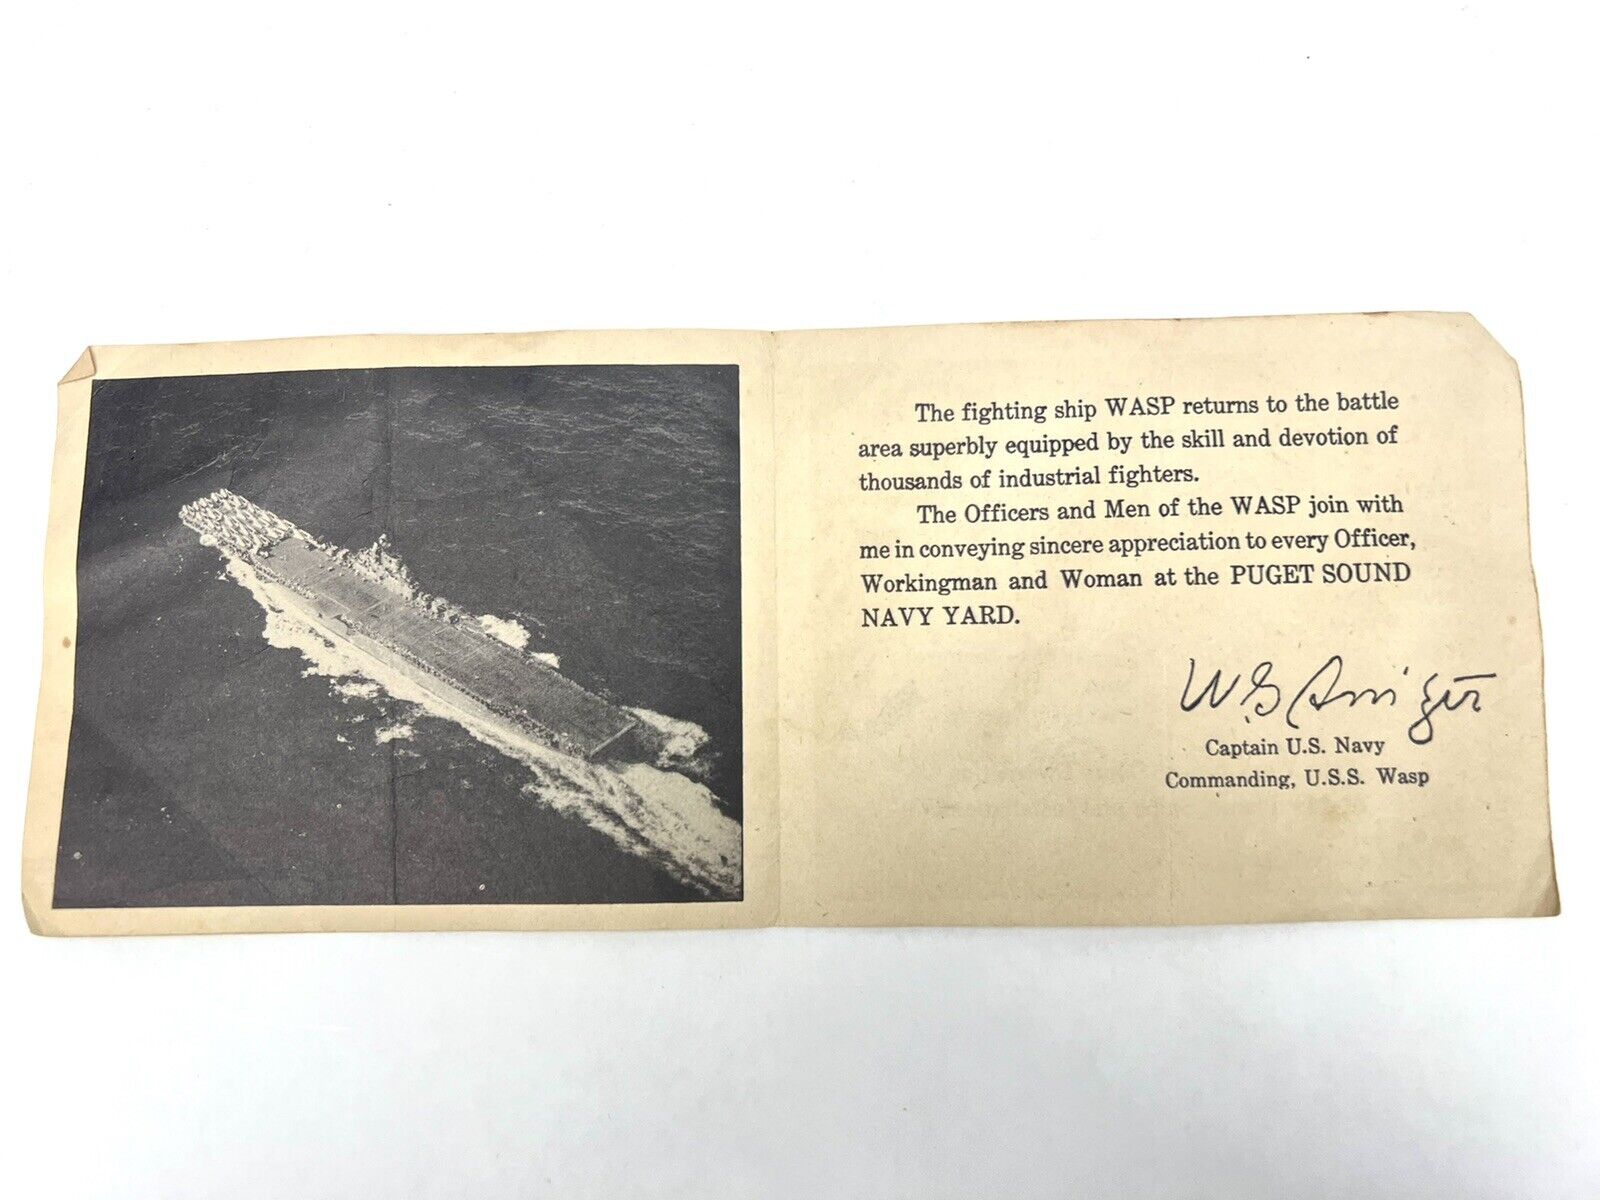 The fighting ship WASP returns to the battle
area superbly equipped by the skill and devotion of
thousands of industrial fighters.
The Officers and Men of the WASP join with
me in conveying sincere appreciation to every Officer,
Workingman and Woman at the PUGET SOUND
NAVY YARD.
W.G. Switzer
Captain U.S. Navy
Commanding, U.S.S. Wasp